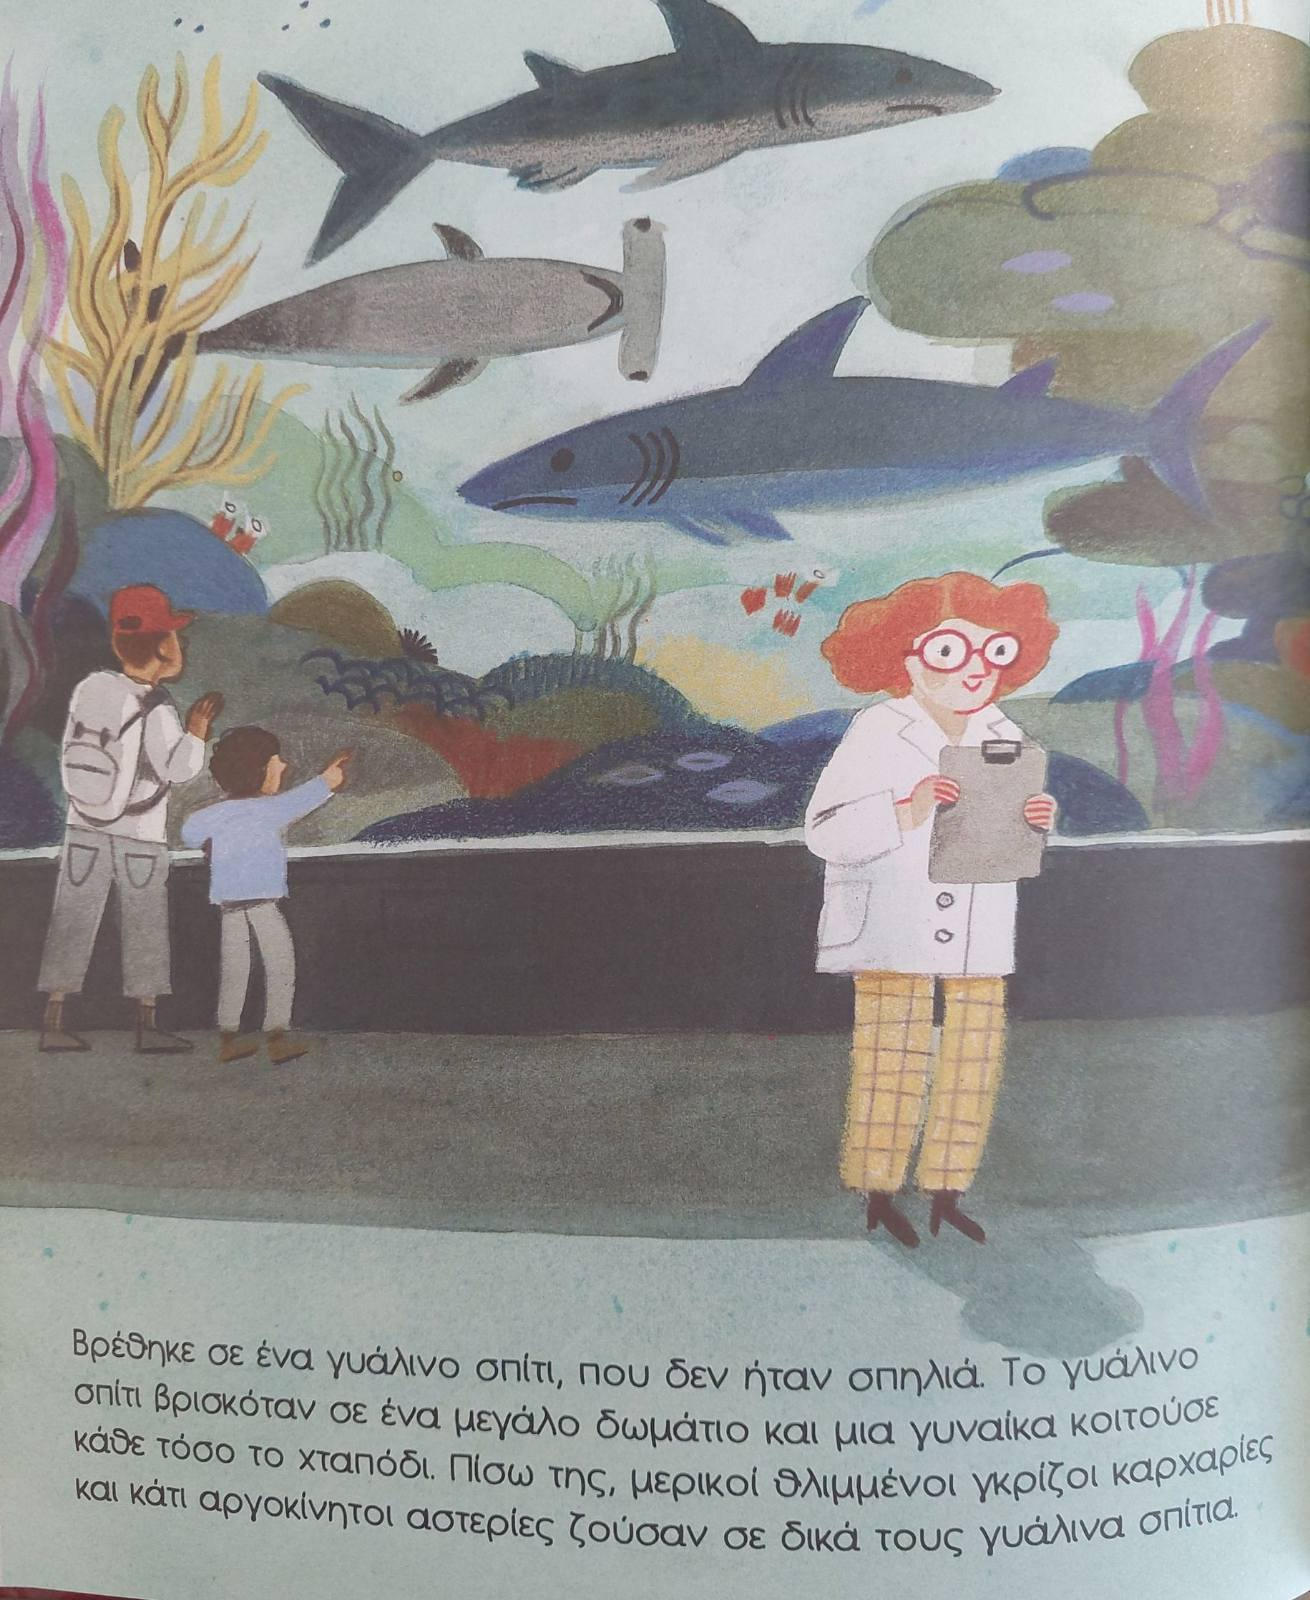 Βρέθηκε σε ένα γυάλινο σπίτι, που δεν ήταν σπηλιά. Το γυάλινο
σπίτι βρισκόταν σε ένα μεγάλο δωμάτιο και μια γυναίκα κοιτούσε
κάθε τόσο το χταπόδι. Πίσω της, μερικοί θλιμμένοι γκρίζοι καρχαρίες
και κάτι αργοκίνητοι αστερίες ζούσαν σε δικά τους γυάλινα σπίτια.